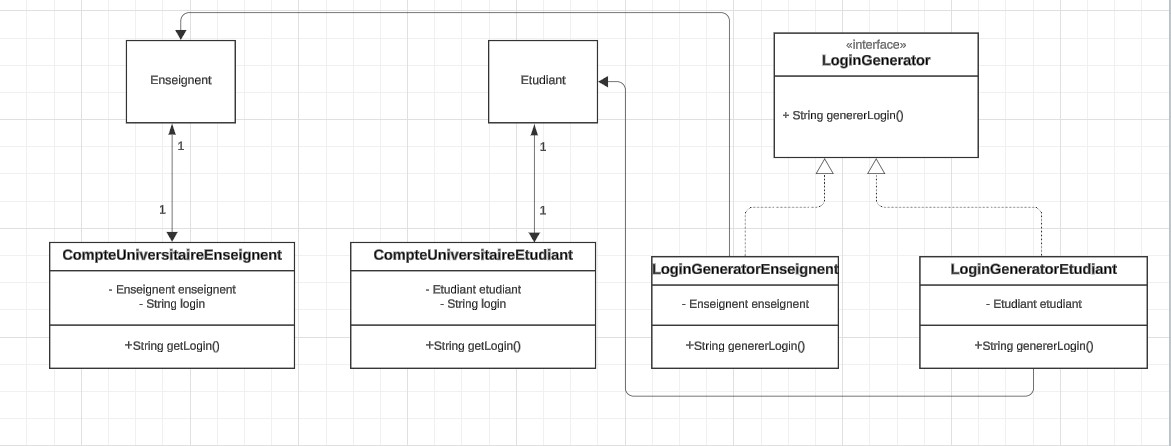 Enseignent
Etudiant
«interface»
LoginGenerator
+ String genererLogin()
1
1
1
1
CompteUniversitaireEnseignent
- Enseignent enseignent
- String login
+String getLogin()
CompteUniversitaireEtudiant
- Etudiant etudiant
- String login
+String getLogin()
LoginGeneratorEnseignent
- Enseignent enseignent
+String genererLogin()
LoginGeneratorEtudiant
- Etudiant etudiant
+String genererLogin()